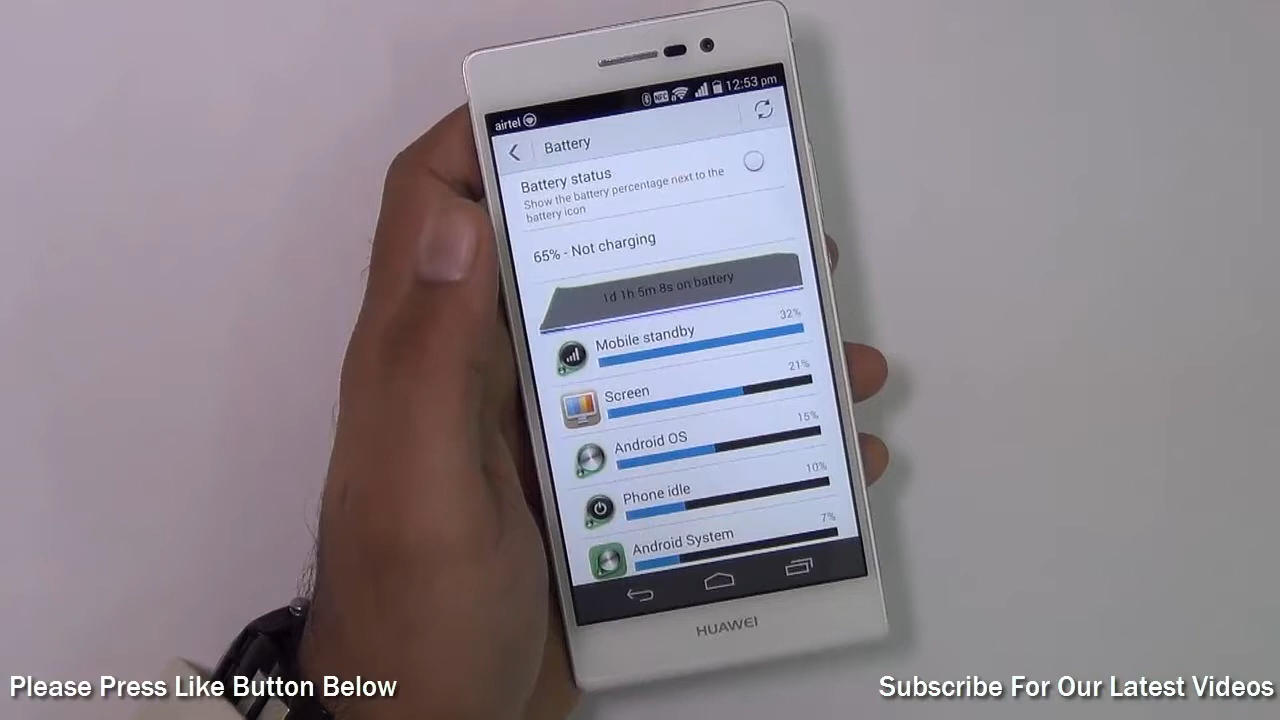 airtel
NFC
12:53 pm
Battery
Battery status
Show the battery percentage next to the
battery icon
65% - Not charging
1d 1h 5m 8s on battery
Mobile standby 32%
Screen 21%
Android OS 15%
Phone idle 10%
Android System 7%
HUAWEI
Please Press Like Button Below
Subscribe For Our Latest Videos